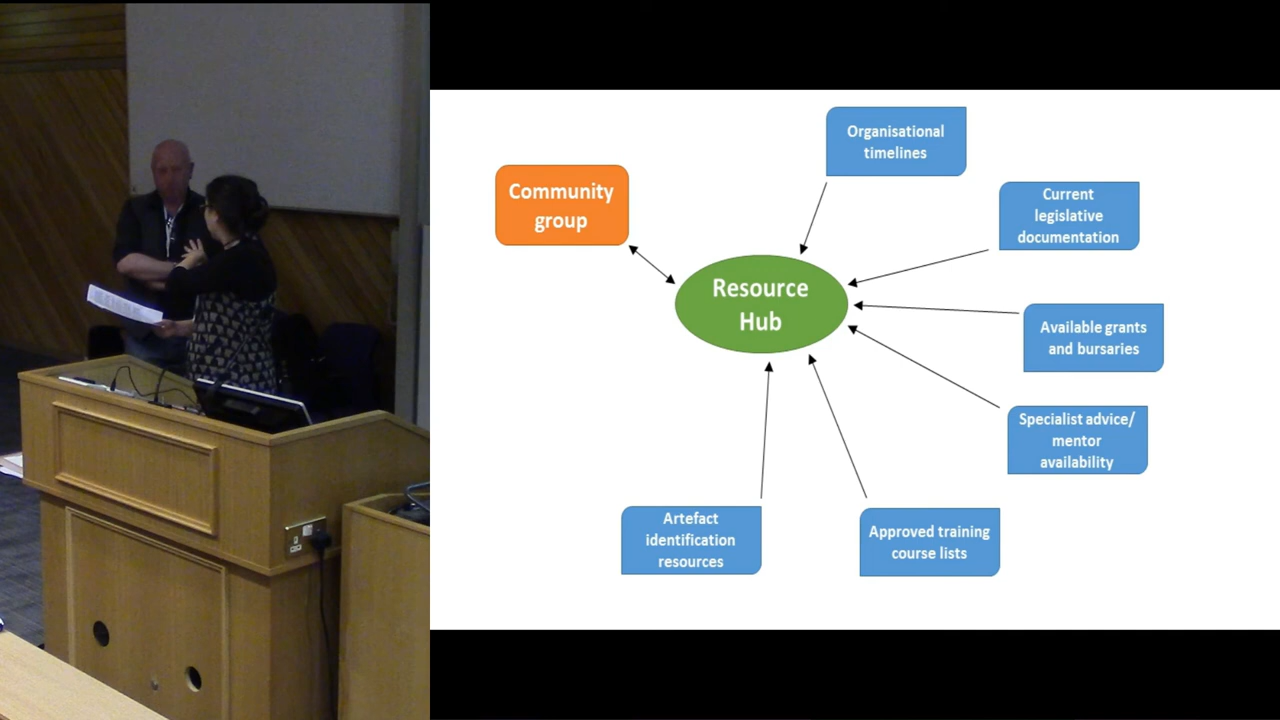 Organisational
timelines
Community
group
Current
legislative
documentation
Resource
Hub
Available grants
and bursaries
Specialist advice/
mentor
availability
Artefact
identification
resources
Approved training
course lists